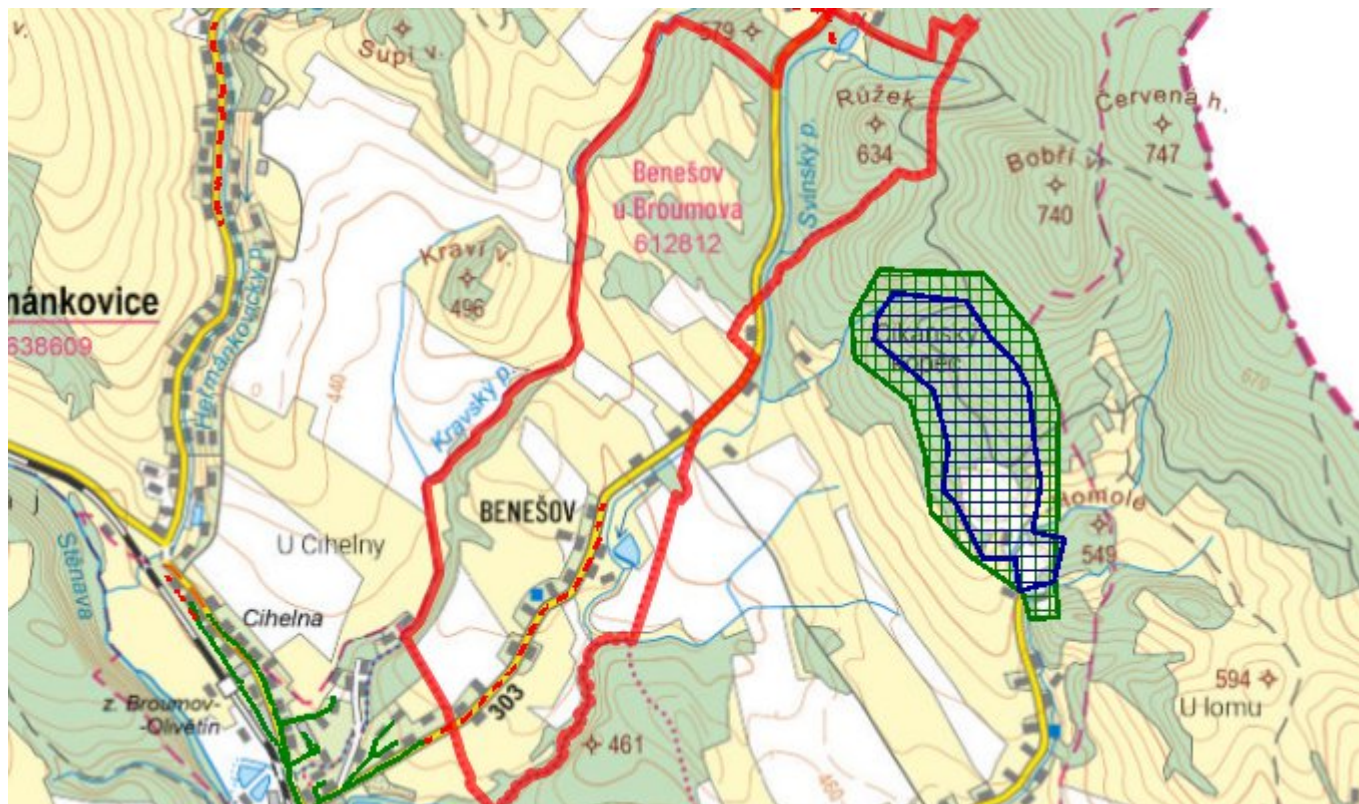 v.
Supí v.
579
Růžek
634
Červená h.
747
Bobří v.
740
Svinský p.
Benešov
u Broumova
612812
Kraví v.
496
mánkovice
638609
Heřmánkovický p.
440
Kravský p.
670
BENEŠOV
U Cihelny
Homole
549
j
Stěnava
Cihelna
z. Broumov-
-Olivětín
303
461
594
U lomu
460